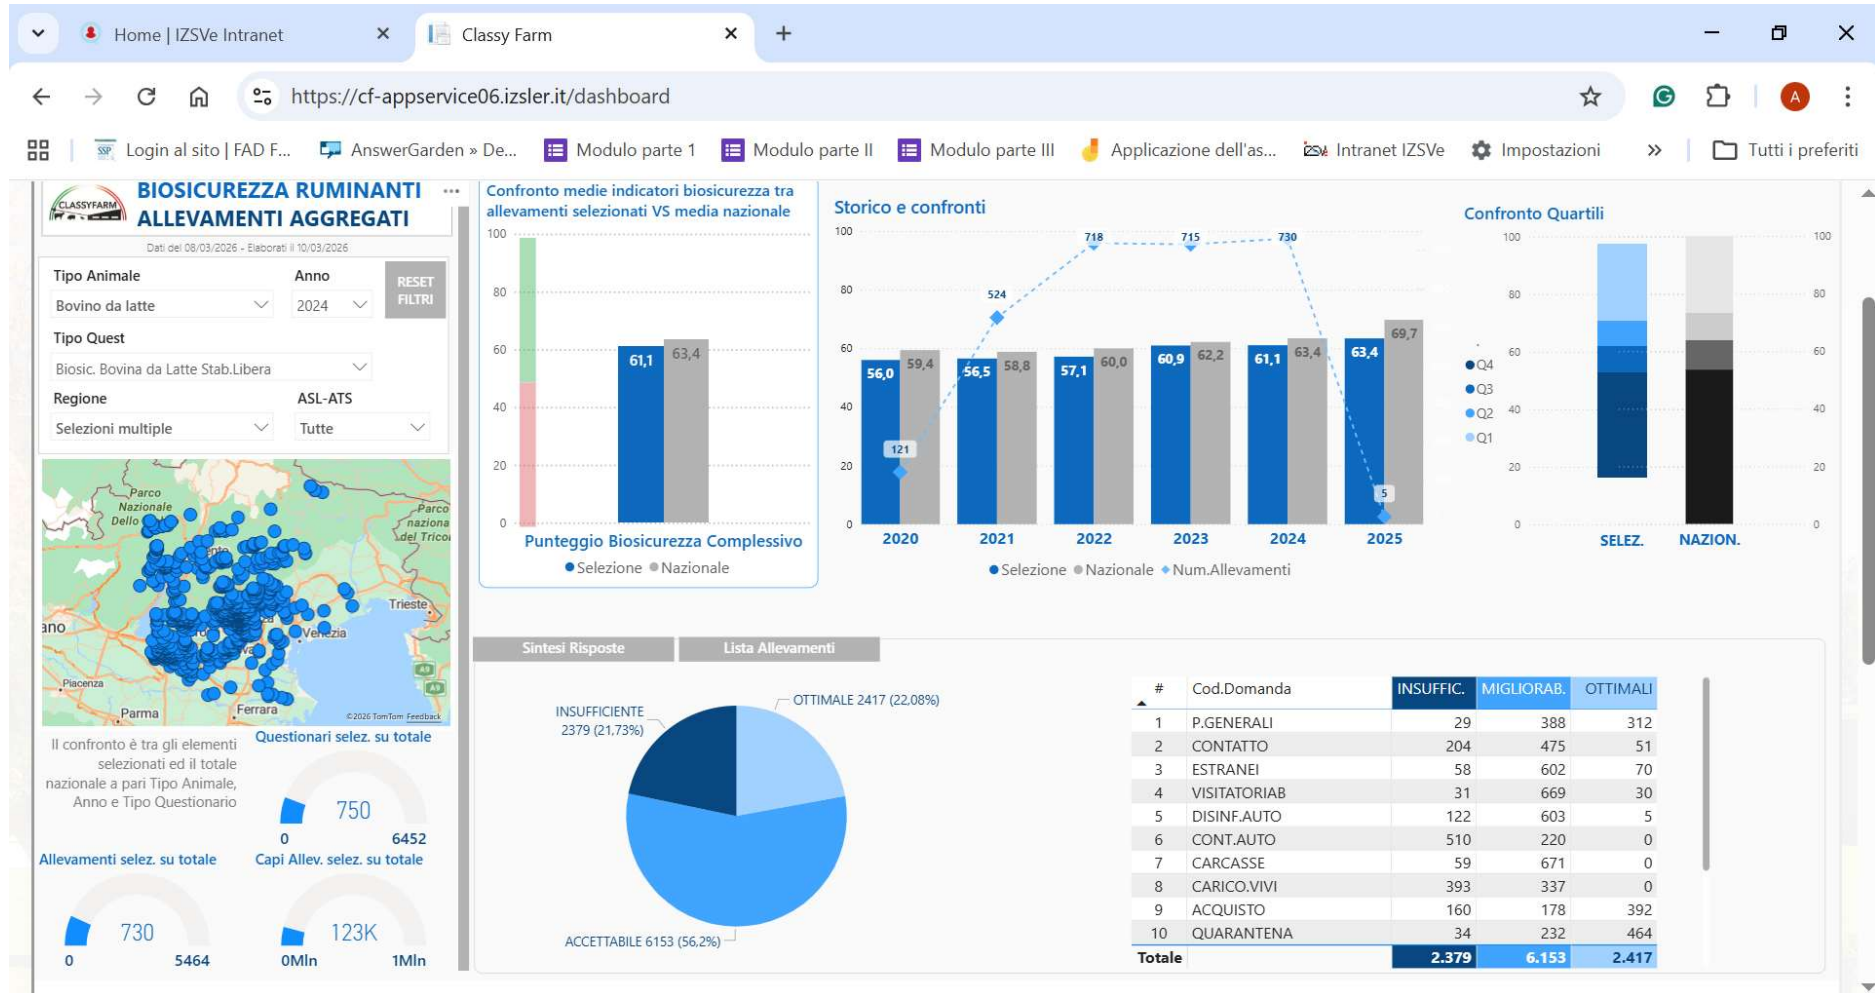 Home | IZSVe Intranet
Classy Farm
https://cf-appservice06.izsler.it/dashboard
A
Login al sito | FAD F...
AnswerGarden » De...
Modulo parte 1
Modulo parte II
Modulo parte III
Applicazione dell'as...
Intranet IZSVe
Impostazioni
Tutti i preferiti
CLASSYFARM
BIOSICUREZZA RUMINANTI
ALLEVAMENTI AGGREGATI
Dati del 08/03/2026 - Elaborati il 10/03/2026
Tipo Animale
Anno
RESET
FILTRI
Bovino da latte
2024
Tipo Quest
Biosic. Bovina da Latte Stab.Libera
Regione
ASL-ATS
Selezioni multiple
Tutte
Parco
Nazionale
Dello
Parco
naziona
del Trico
Trieste
Venezia
ano
Piacenza
Parma
Ferrara
A9
A9
©2026 TomTom Feedback
Il confronto è tra gli elementi
selezionati ed il totale
nazionale a pari Tipo Animale,
Anno e Tipo Questionario
Questionari selez. su totale
750
0
6452
Allevamenti selez. su totale
730
0
5464
Capi Allev. selez. su totale
123K
0Mln
1Mln
Confronto medie indicatori biosicurezza tra
allevamenti selezionati VS media nazionale
100
80
60
40
20
0
61,1
63,4
Punteggio Biosicurezza Complessivo
Selezione
Nazionale
Storico e confronti
100
80
60
40
20
0
121
524
718
715
730
5
56,0
59,4
56,5
58,8
57,1
60,0
60,9
62,2
61,1
63,4
63,4
69,7
2020
2021
2022
2023
2024
2025
Selezione
Nazionale
Num.Allevamenti
Confronto Quartili
Q4
Q3
Q2
Q1
100
80
60
40
20
0
100
80
60
40
20
0
SELEZ.
NAZION.
Sintesi Risposte
Lista Allevamenti
INSUFFICIENTE
2379 (21,73%)
OTTIMALE 2417 (22,08%)
ACCETTABILE 6153 (56,2%)
# Cod.Domanda INSUFFIC. MIGLIORAB. OTTIMALI
1 P.GENERALI 29 388 312
2 CONTATTO 204 475 51
3 ESTRANEI 58 602 70
4 VISITATORIAB 31 669 30
5 DISINF.AUTO 122 603 5
6 CONT.AUTO 510 220 0
7 CARCASSE 59 671 0
8 CARICO.VIVI 393 337 0
9 ACQUISTO 160 178 392
10 QUARANTENA 34 232 464
Totale 2.379 6.153 2.417